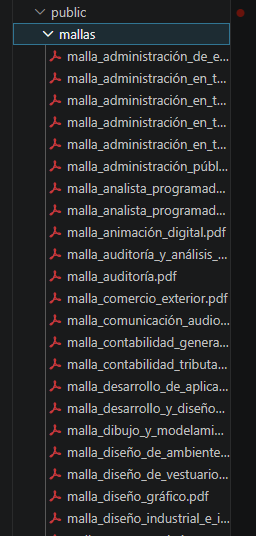 public
mallas
malla_administración_de_e...
malla_administración_en_t...
malla_administración_en_t...
malla_administración_en_t...
malla_administración_en_t...
malla_administración_públ...
malla_analista_programad...
malla_analista_programad...
malla_animación_digital.pdf
malla_auditoría_y_análisis_...
malla_auditoría.pdf
malla_comercio_exterior.pdf
malla_comunicación_audio...
malla_contabilidad_genera...
malla_contabilidad_tributa...
malla_desarrollo_de_aplica...
malla_desarrollo_y_diseño...
malla_dibujo_y_modelami...
malla_diseño_de_ambiente...
malla_diseño_de_vestuario...
malla_diseño_gráfico.pdf
malla_diseño_industrial_e_i...